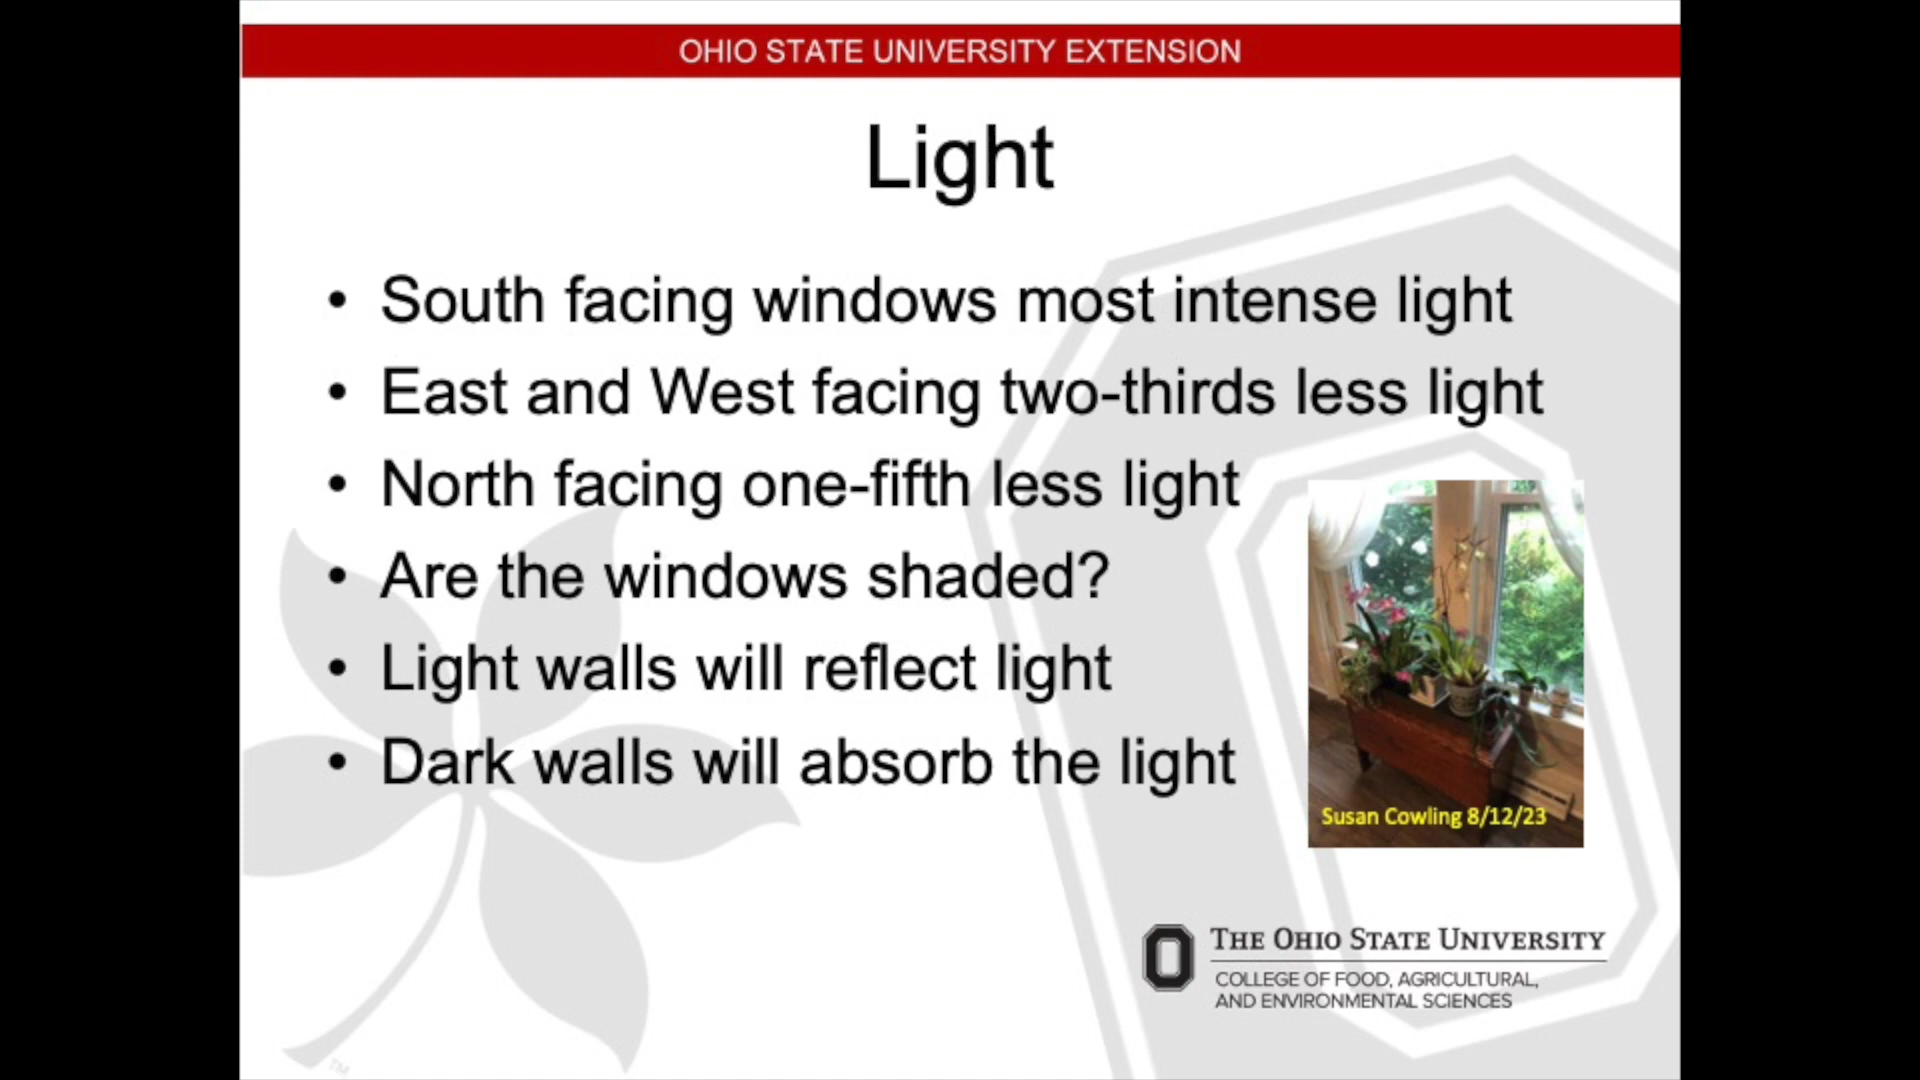 OHIO STATE UNIVERSITY EXTENSION
Light
• South facing windows most intense light
• East and West facing two-thirds less light
• North facing one-fifth less light
• Are the windows shaded?
• Light walls will reflect light
• Dark walls will absorb the light
Susan Cowling 8/12/23
THE OHIO STATE UNIVERSITY
COLLEGE OF FOOD, AGRICULTURAL,
AND ENVIRONMENTAL SCIENCES
TM